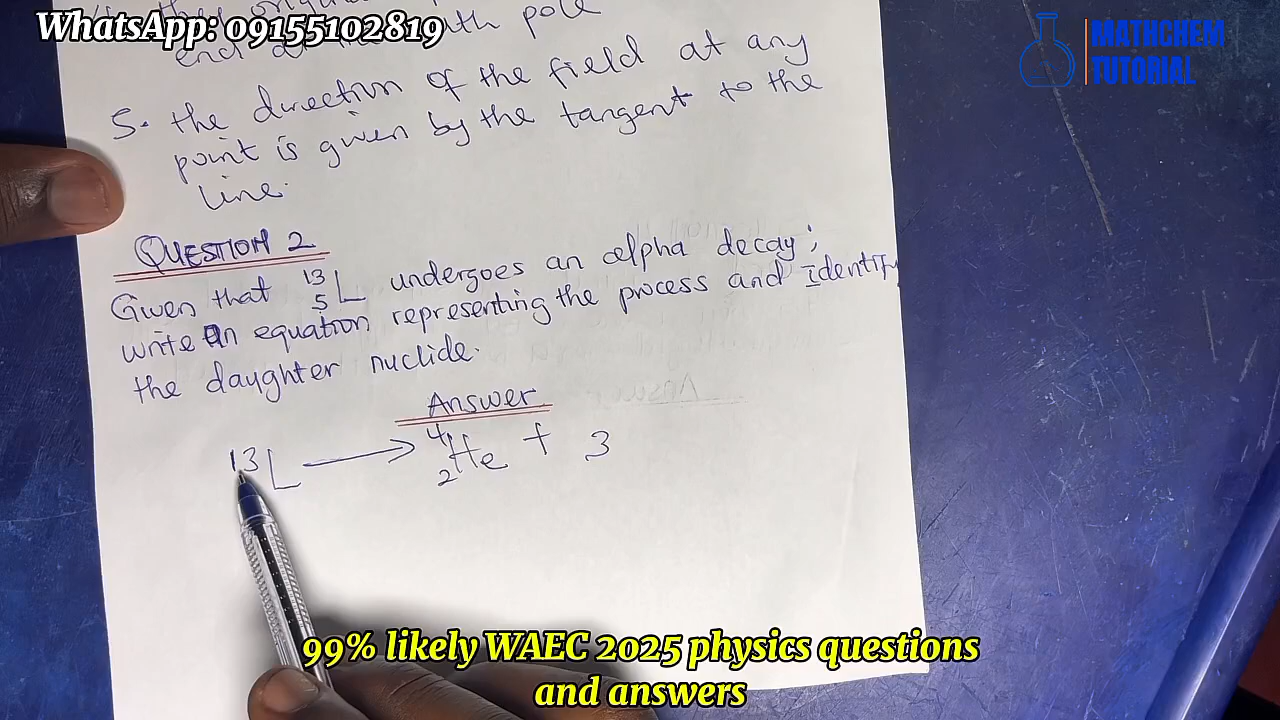 WhatsApp: 09155102819
MATHCHEM
TUTORIAL
pole
5. the direction of the field at any
point is given by the tangent to the
line.
QUESTION 2
Given that 13 5 L undergoes an alpha decay;
write an equation representing the process and Identify
the daughter nuclide.
Answer
13 L → 4 2 He + 3
99% likely WAEC 2025 physics questions
and answers